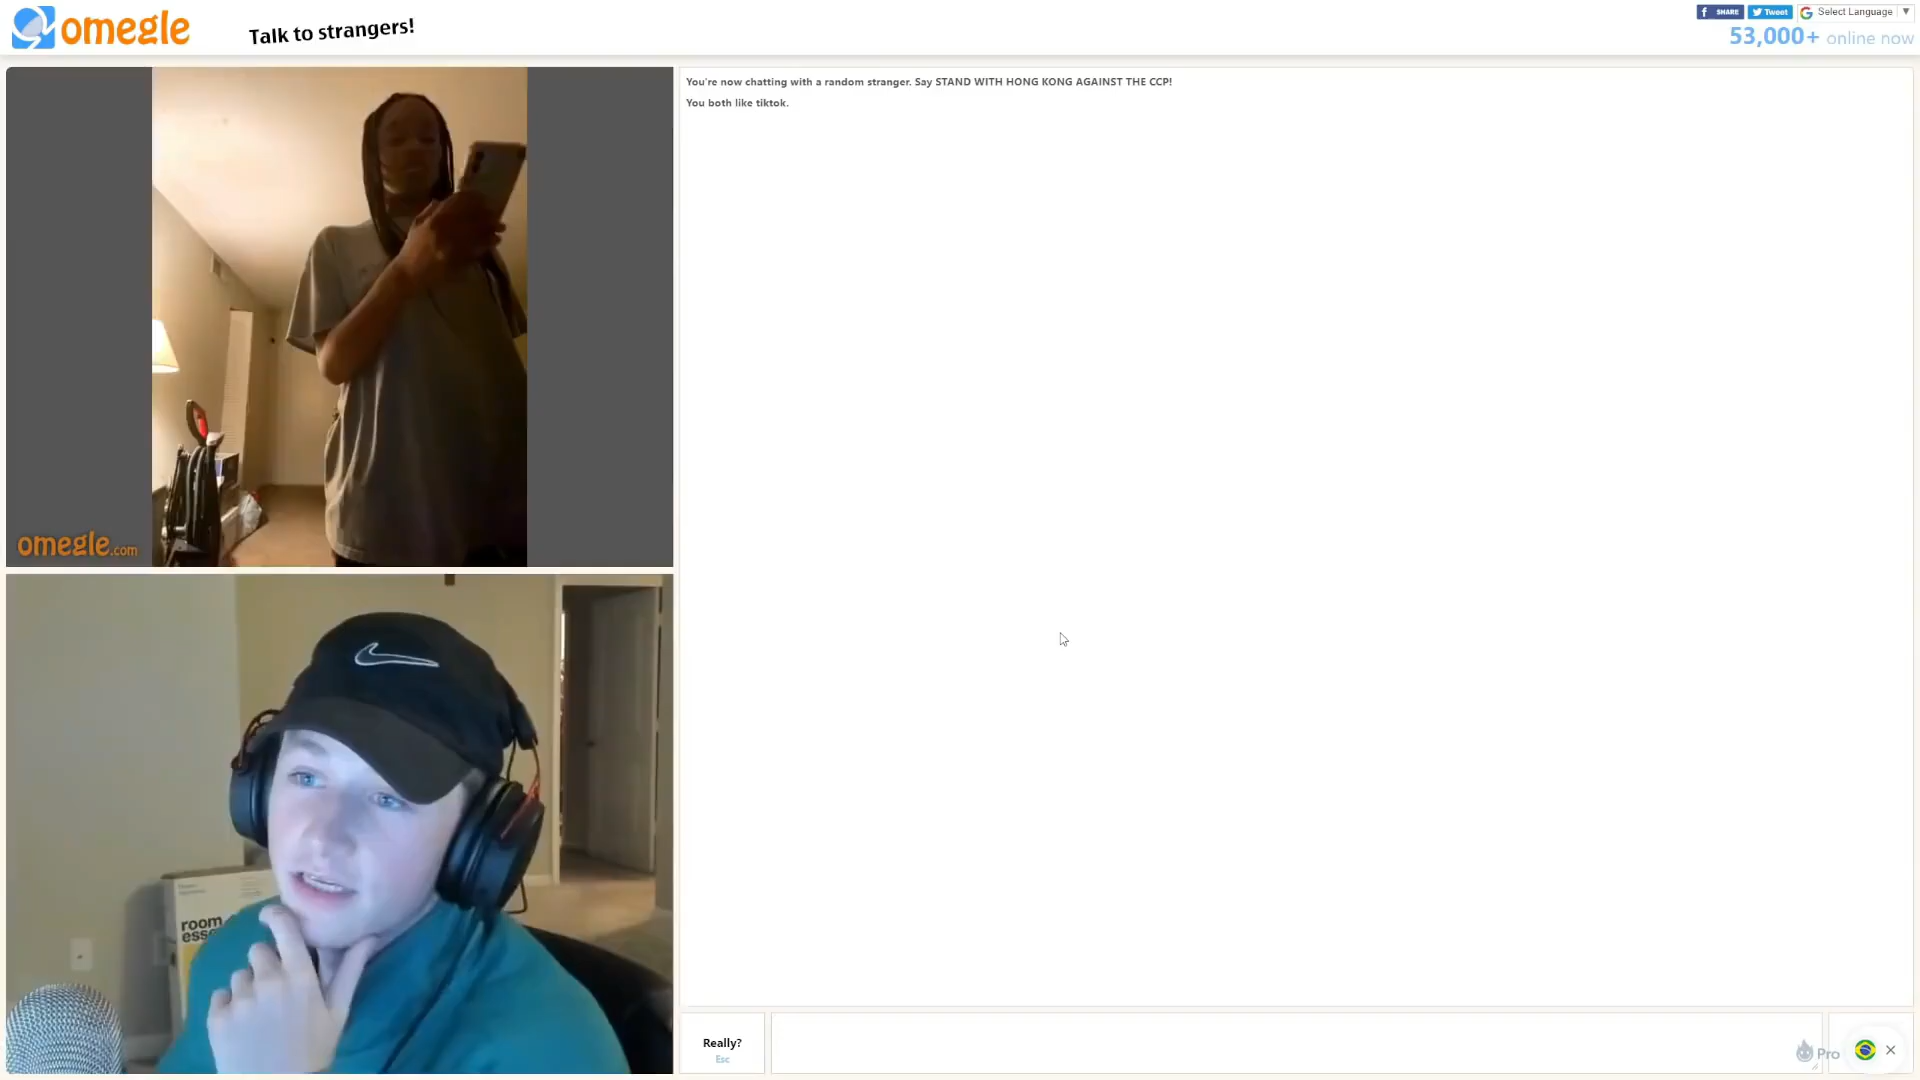 omegle
Talk to strangers!
SHARE
Tweet
Select Language
53,000+ online now
You're now chatting with a random stranger. Say STAND WITH HONG KONG AGAINST THE CCP!
You both like tiktok.
omegle.com
room
esse
Really?
Esc
Pro